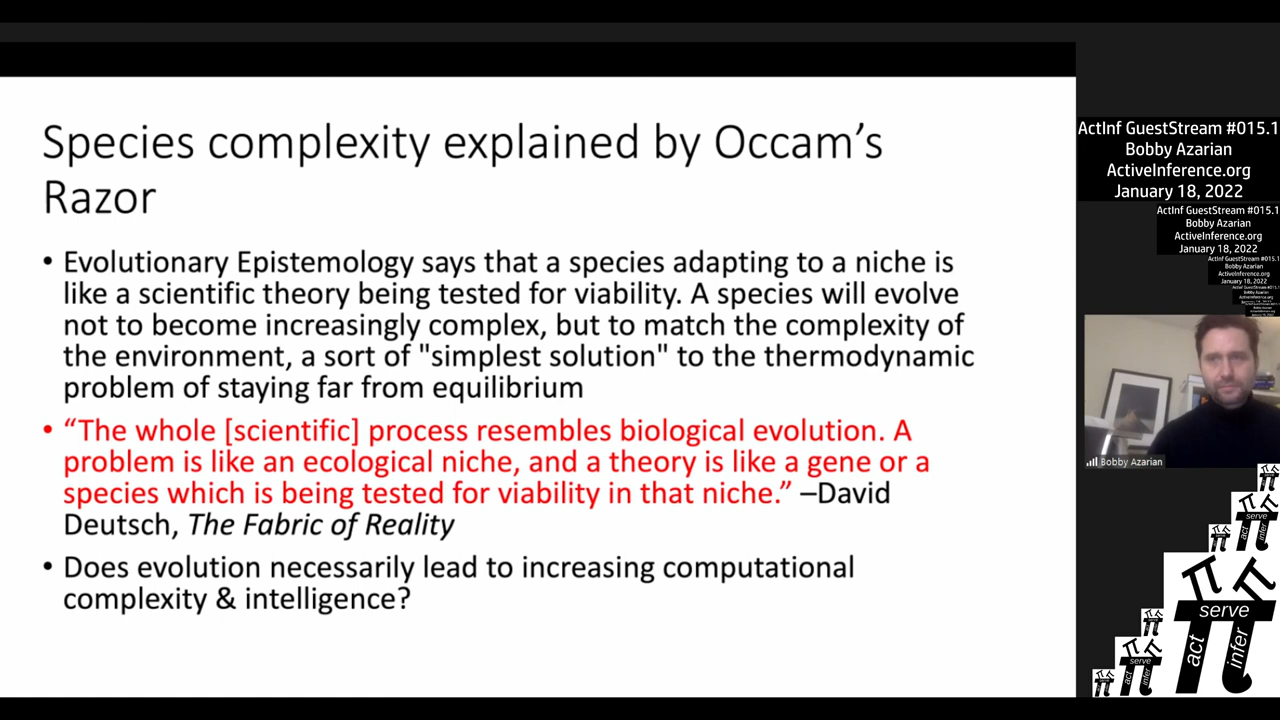 Species complexity explained by Occam’s
Razor
• Evolutionary Epistemology says that a species adapting to a niche is
like a scientific theory being tested for viability. A species will evolve
not to become increasingly complex, but to match the complexity of
the environment, a sort of "simplest solution" to the thermodynamic
problem of staying far from equilibrium
• “The whole [scientific] process resembles biological evolution. A
problem is like an ecological niche, and a theory is like a gene or a
species which is being tested for viability in that niche.” –David
Deutsch, The Fabric of Reality
• Does evolution necessarily lead to increasing computational
complexity & intelligence?
ActInf GuestStream #015.1
Bobby Azarian
ActiveInference.org
January 18, 2022
ActInf GuestStream #015.1
Bobby Azarian
ActiveInference.org
January 18, 2022
ActInf GuestStream #015.1
Bobby Azarian
ActiveInference.org
January 18, 2022
Bobby Azarian
serve
act
infer
serve
act
infer
serve
act
infer